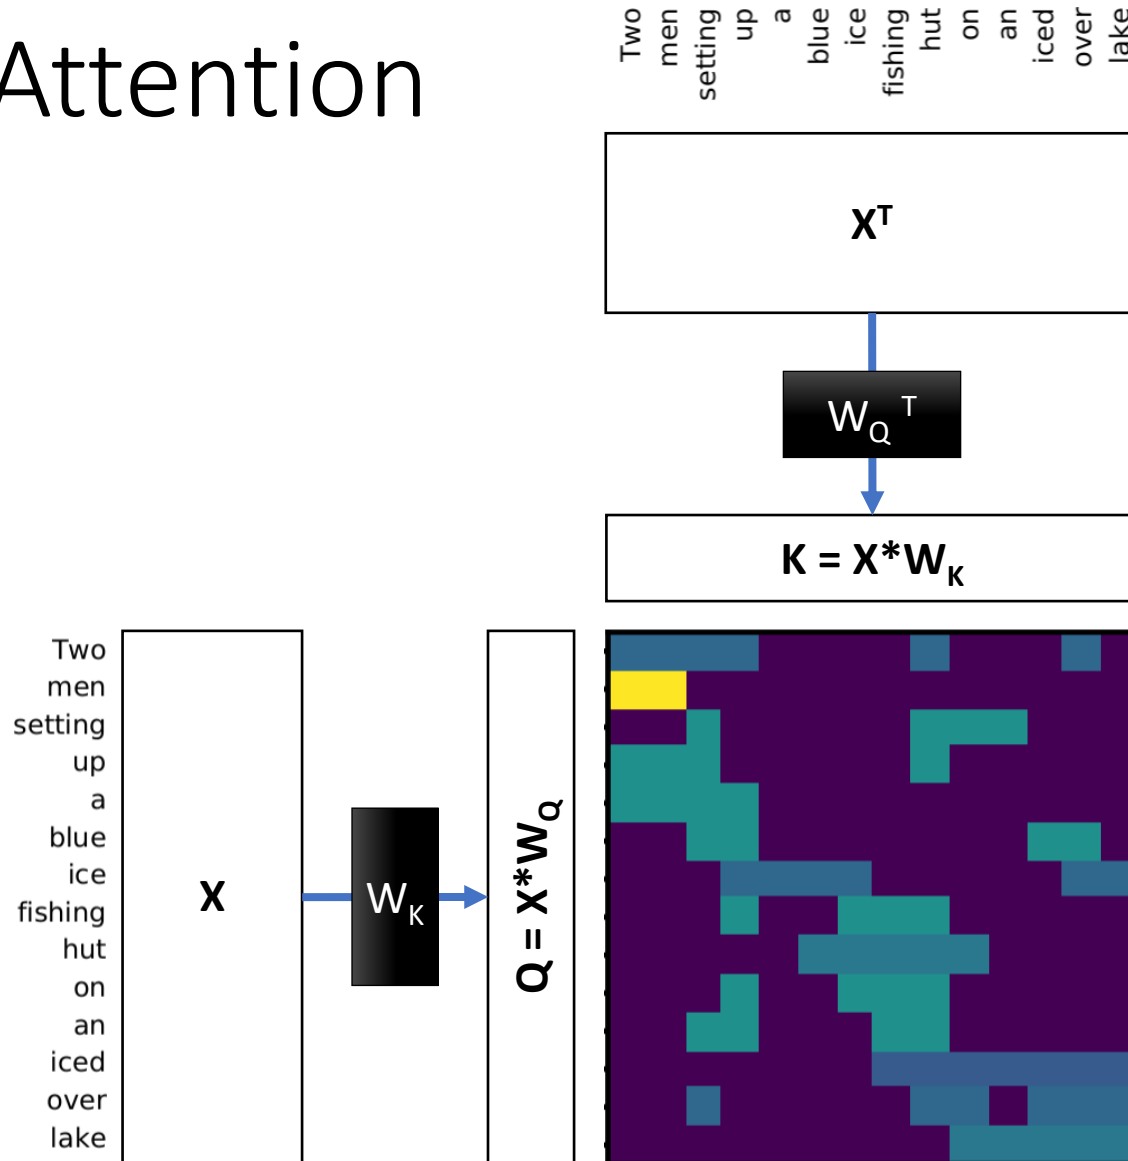 Attention
Two
men
setting
up
a
blue
ice
fishing
hut
on
an
iced
over
lake
Xᵀ
W_Q ᵀ
K = X*W_K
Two
men
setting
up
a
blue
ice
fishing
hut
on
an
iced
over
lake
X
W_K
Q = X*W_Q